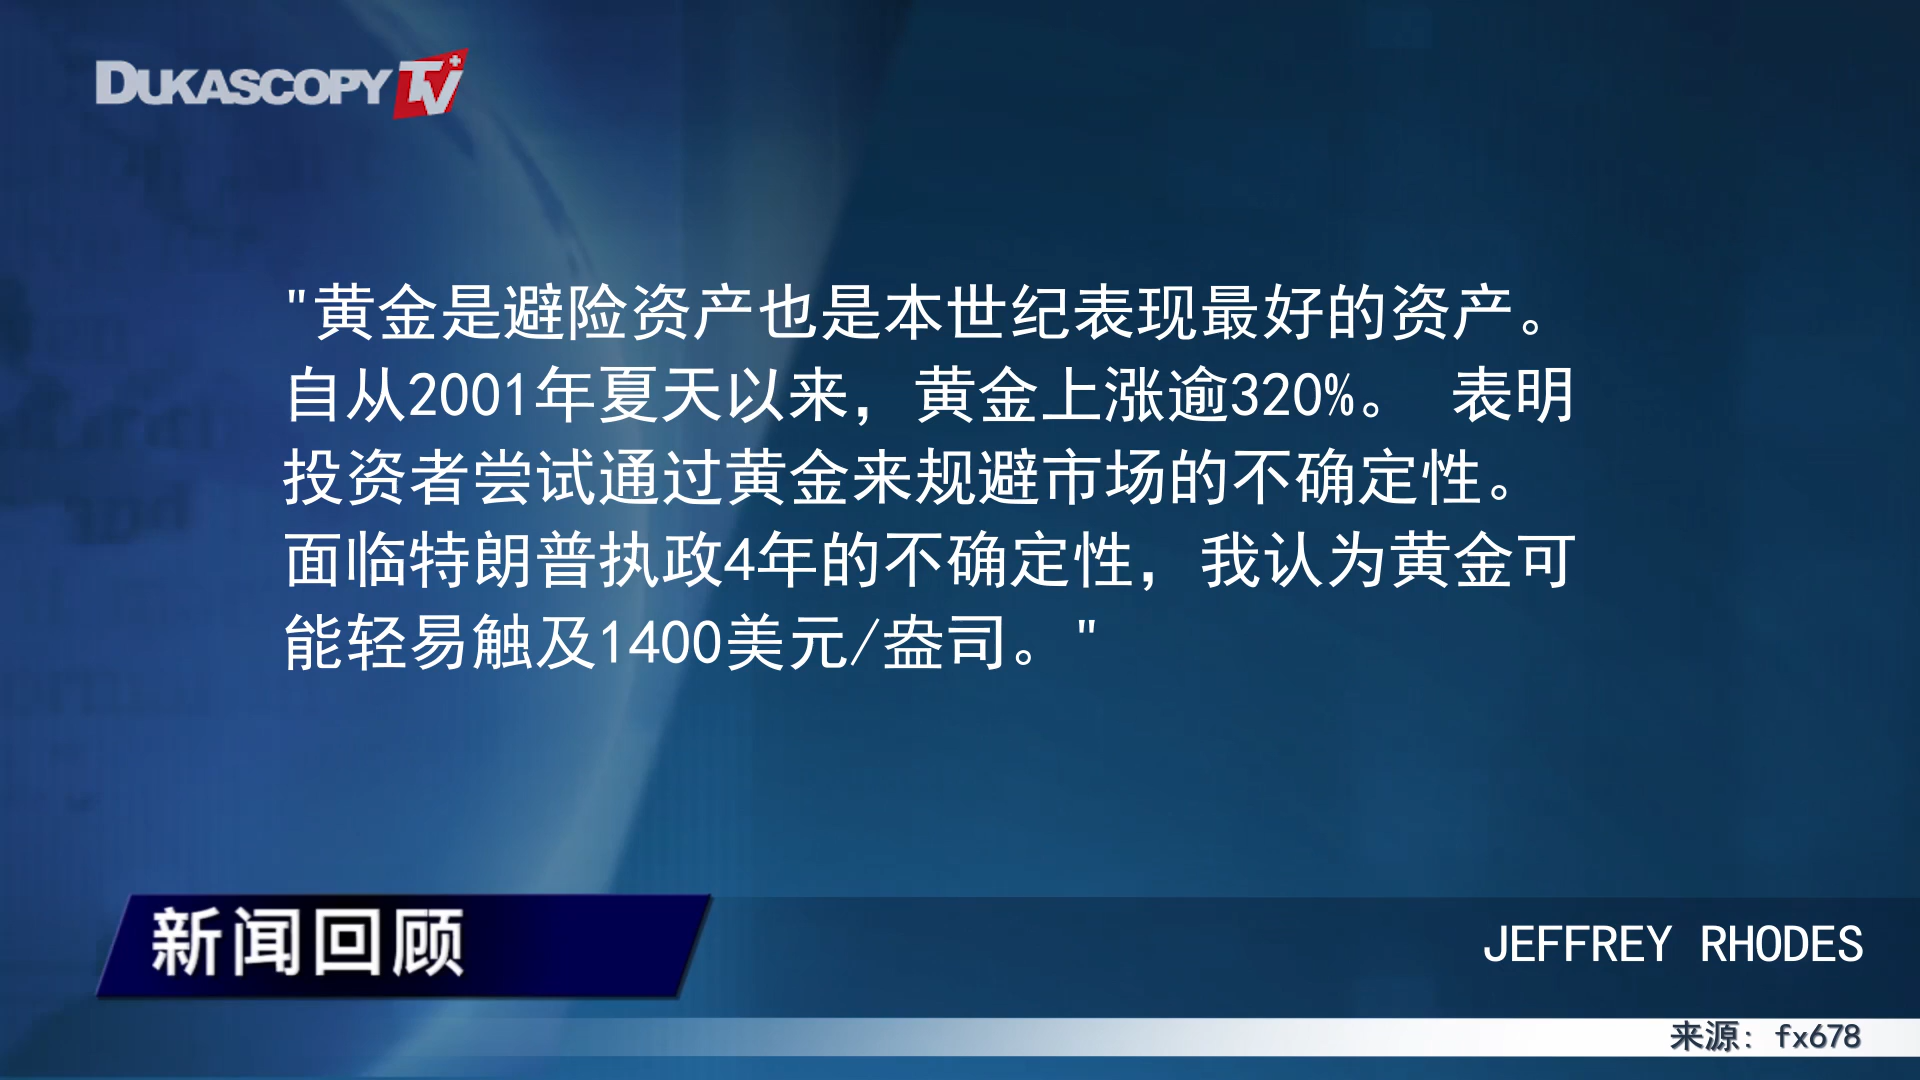 DUKASCOPY TV
"黄金是避险资产也是本世纪表现最好的资产。
自从2001年夏天以来，黄金上涨逾320%。 表明
投资者尝试通过黄金来规避市场的不确定性。
面临特朗普执政4年的不确定性，我认为黄金可
能轻易触及1400美元/盎司。"
新闻回顾
JEFFREY RHODES
来源：fx678